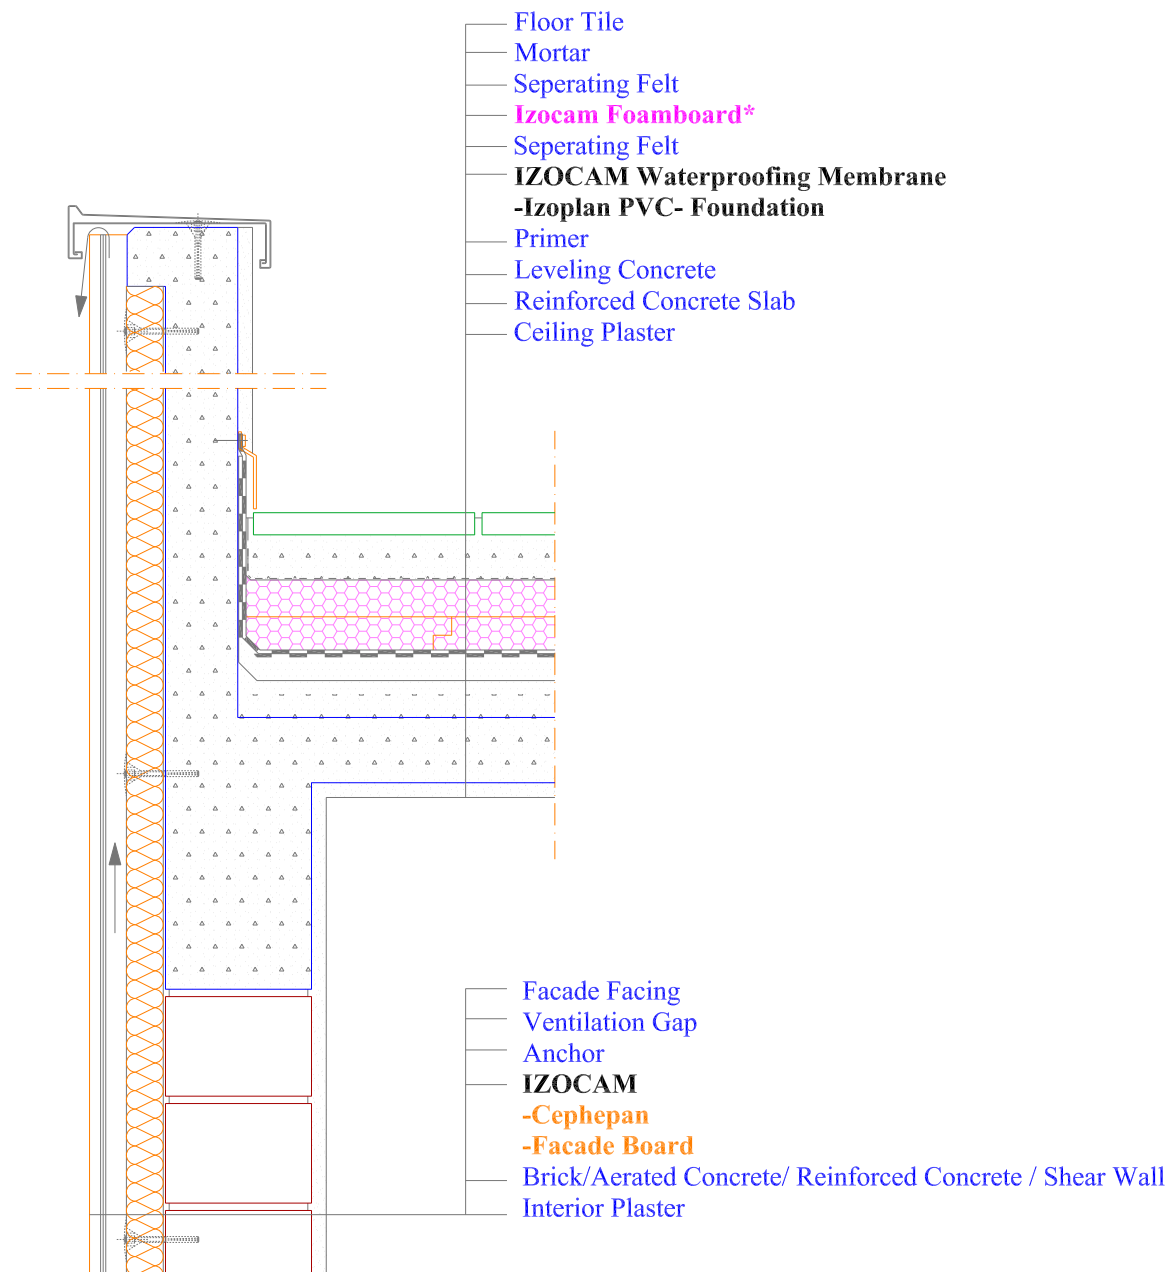 Floor Tile
Mortar
Seperating Felt
Izocam Foamboard*
Seperating Felt
IZOCAM Waterproofing Membrane
-Izoplan PVC- Foundation
Primer
Leveling Concrete
Reinforced Concrete Slab
Ceiling Plaster
Facade Facing
Ventilation Gap
Anchor
IZOCAM
-Cephepan
-Facade Board
Brick/Aerated Concrete/ Reinforced Concrete / Shear Wall
Interior Plaster